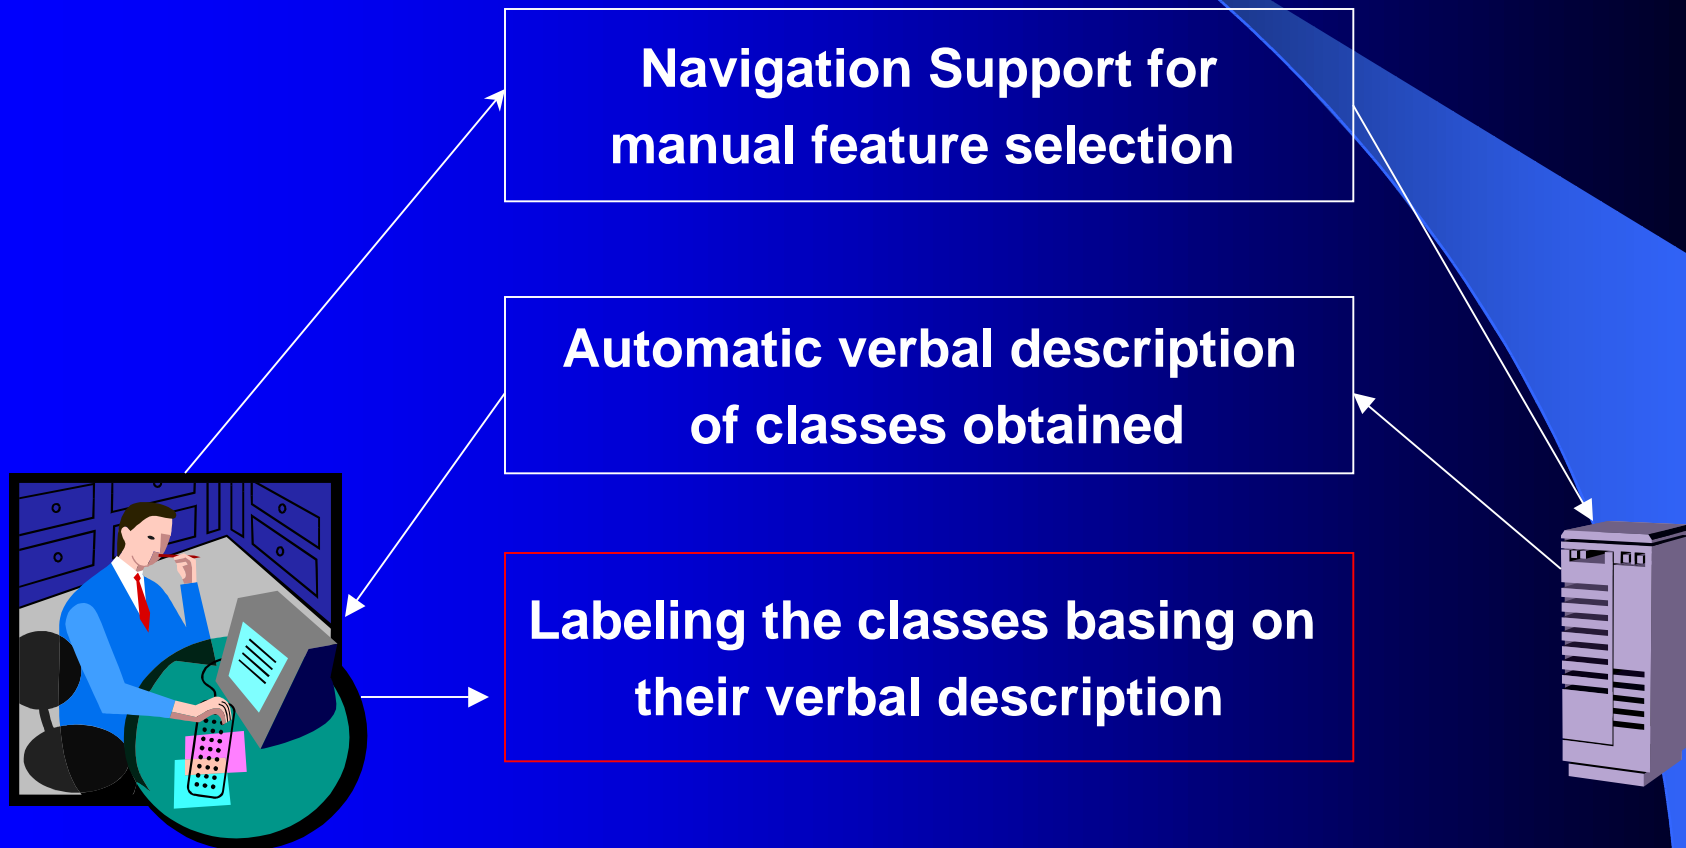 Navigation Support for
manual feature selection
Automatic verbal description
of classes obtained
Labeling the classes basing on
their verbal description